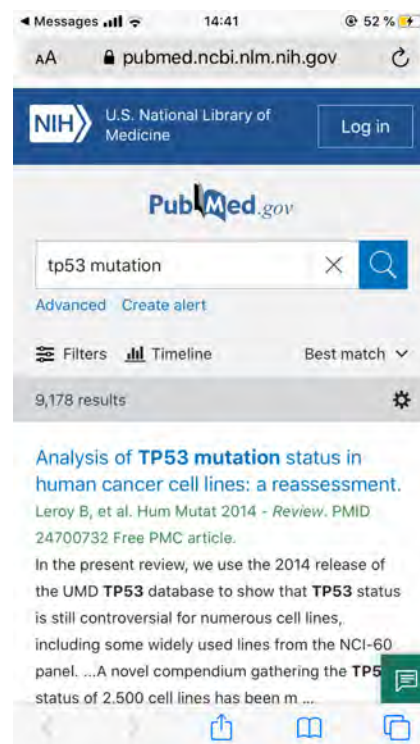 Messages 14:41 52 %
AA pubmed.ncbi.nlm.nih.gov
NIH U.S. National Library of
Medicine
Log in
PubMed.gov
tp53 mutation
Advanced Create alert
Filters Timeline Best match
9,178 results
Analysis of TP53 mutation status in
human cancer cell lines: a reassessment.
Leroy B, et al. Hum Mutat 2014 - Review. PMID
24700732 Free PMC article.
In the present review, we use the 2014 release of
the UMD TP53 database to show that TP53 status
is still controversial for numerous cell lines,
including some widely used lines from the NCI-60
panel. ...A novel compendium gathering the TP5
status of 2,500 cell lines has been m ...